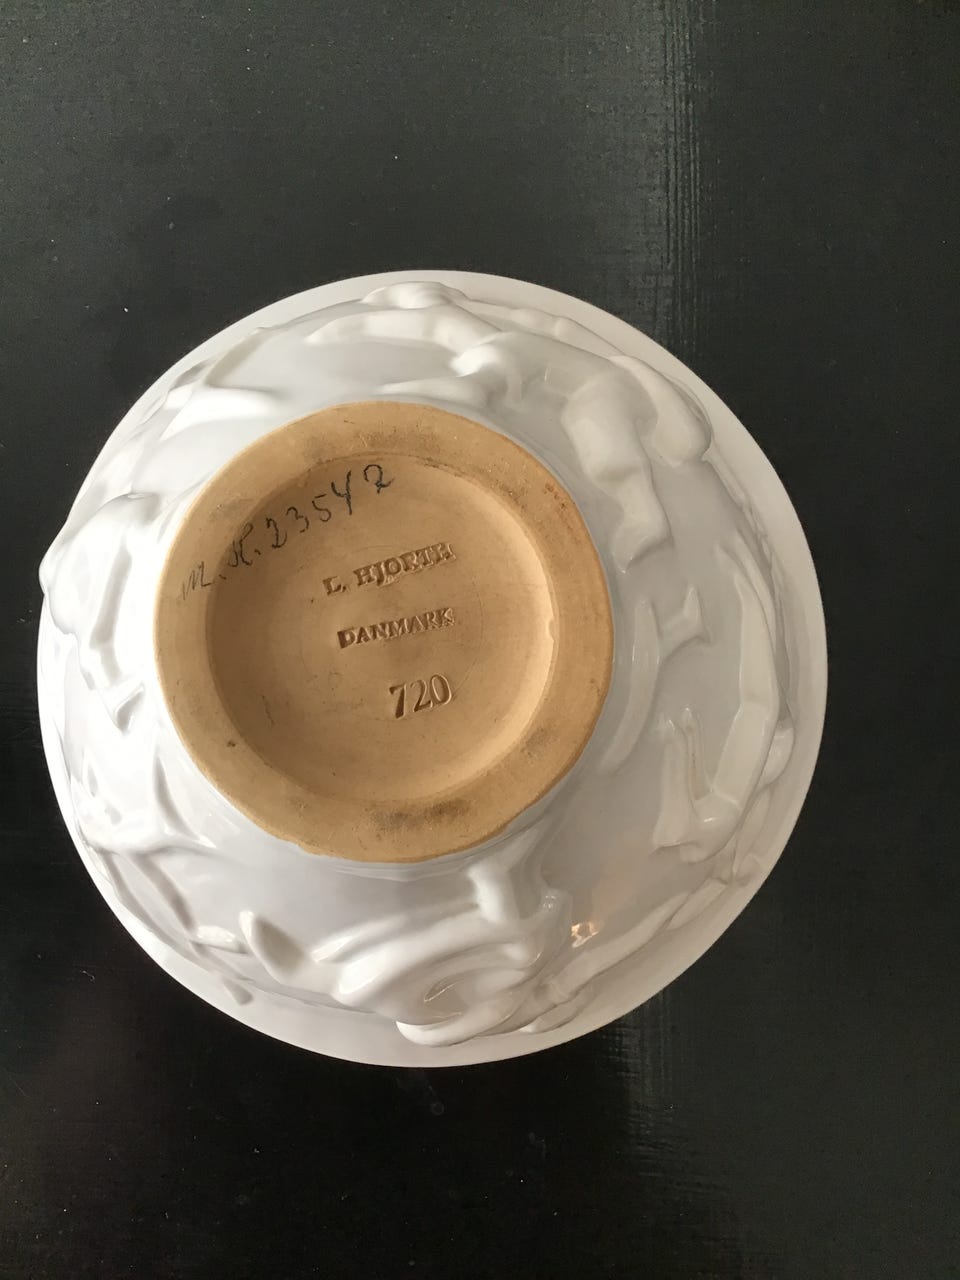 M.H. 23542
L. HJORTH
DANMARK
720